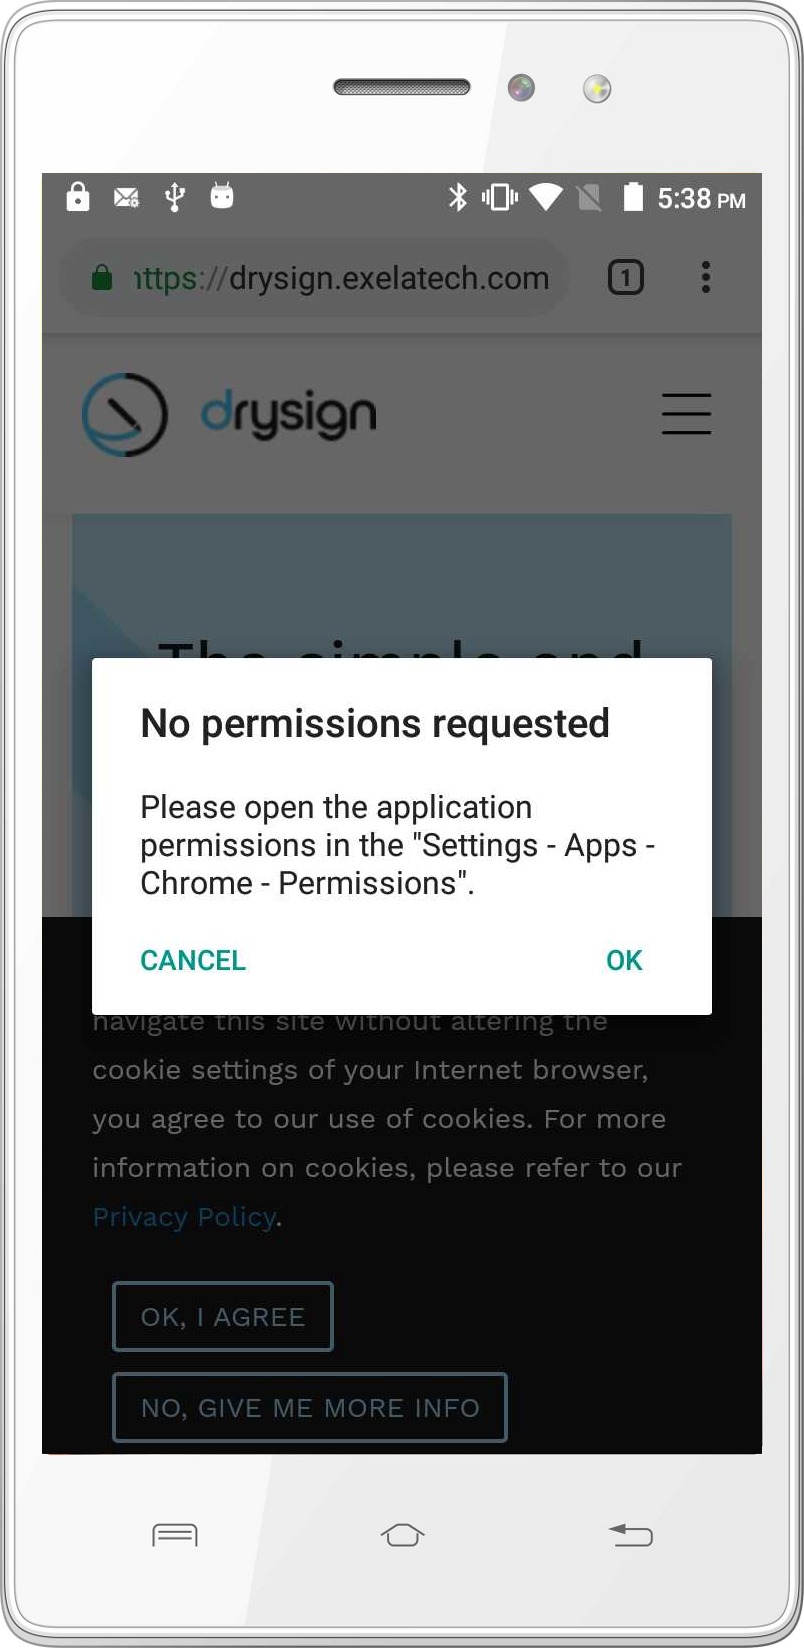 5:38 PM
https://drysign.exelatech.com
1
drysign
The simple and
No permissions requested
Please open the application
permissions in the "Settings - Apps -
Chrome - Permissions".
CANCEL
OK
navigate this site without altering the
cookie settings of your Internet browser,
you agree to our use of cookies. For more
information on cookies, please refer to our
Privacy Policy.
OK, I AGREE
NO, GIVE ME MORE INFO